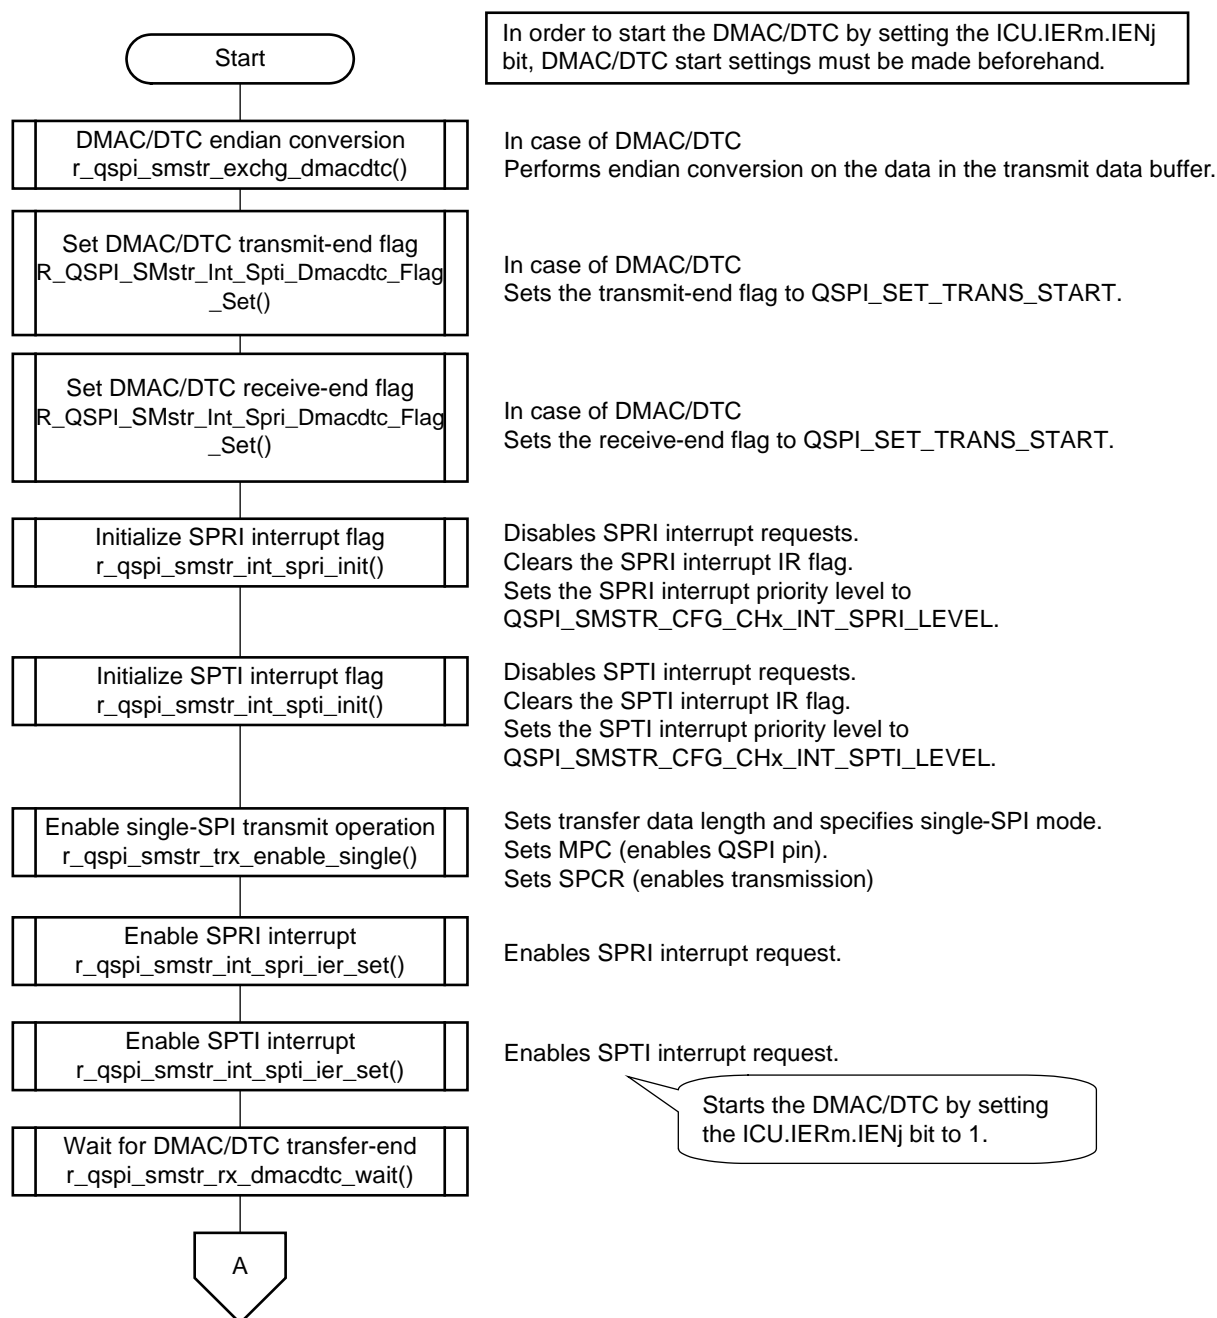 Start
In order to start the DMAC/DTC by setting the ICU.IERm.IENj
bit, DMAC/DTC start settings must be made beforehand.
DMAC/DTC endian conversion
r_qspi_smstr_exchg_dmacdtc()
In case of DMAC/DTC
Performs endian conversion on the data in the transmit data buffer.
Set DMAC/DTC transmit-end flag
R_QSPI_SMstr_Int_Spti_Dmacdtc_Flag
_Set()
In case of DMAC/DTC
Sets the transmit-end flag to QSPI_SET_TRANS_START.
Set DMAC/DTC receive-end flag
R_QSPI_SMstr_Int_Spri_Dmacdtc_Flag
_Set()
In case of DMAC/DTC
Sets the receive-end flag to QSPI_SET_TRANS_START.
Initialize SPRI interrupt flag
r_qspi_smstr_int_spri_init()
Disables SPRI interrupt requests.
Clears the SPRI interrupt IR flag.
Sets the SPRI interrupt priority level to
QSPI_SMSTR_CFG_CHx_INT_SPRI_LEVEL.
Initialize SPTI interrupt flag
r_qspi_smstr_int_spti_init()
Disables SPTI interrupt requests.
Clears the SPTI interrupt IR flag.
Sets the SPTI interrupt priority level to
QSPI_SMSTR_CFG_CHx_INT_SPTI_LEVEL.
Enable single-SPI transmit operation
r_qspi_smstr_trx_enable_single()
Sets transfer data length and specifies single-SPI mode.
Sets MPC (enables QSPI pin).
Sets SPCR (enables transmission)
Enable SPRI interrupt
r_qspi_smstr_int_spri_ier_set()
Enables SPRI interrupt request.
Enable SPTI interrupt
r_qspi_smstr_int_spti_ier_set()
Enables SPTI interrupt request.
Starts the DMAC/DTC by setting
the ICU.IERm.IENj bit to 1.
Wait for DMAC/DTC transfer-end
r_qspi_smstr_rx_dmacdtc_wait()
A